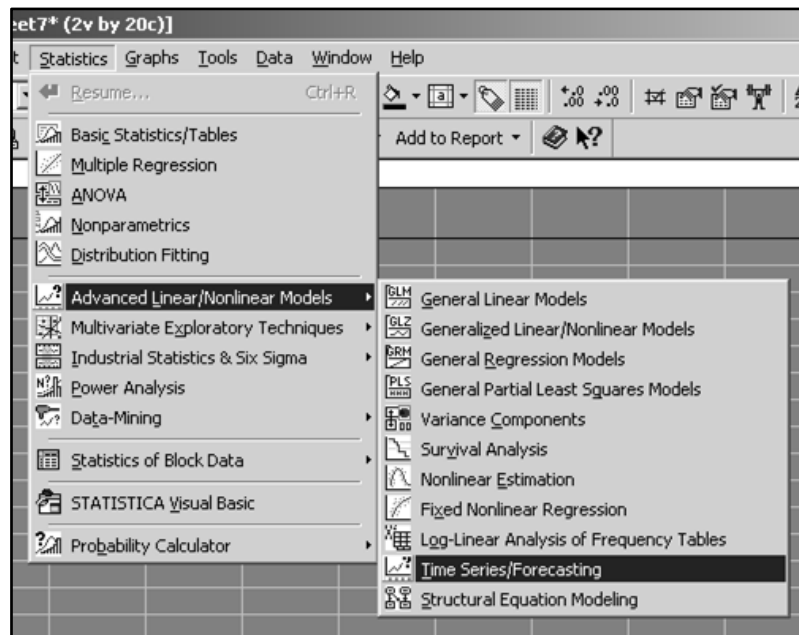 eet7* (2v by 20c)]
t Statistics Graphs Tools Data Window Help
Resume... Ctrl+R
Add to Report
Basic Statistics/Tables
Multiple Regression
ANOVA
Nonparametrics
Distribution Fitting
Advanced Linear/Nonlinear Models
Multivariate Exploratory Techniques
Industrial Statistics & Six Sigma
Power Analysis
Data-Mining
Statistics of Block Data
STATISTICA Visual Basic
Probability Calculator
General Linear Models
Generalized Linear/Nonlinear Models
General Regression Models
General Partial Least Squares Models
Variance Components
Survival Analysis
Nonlinear Estimation
Fixed Nonlinear Regression
Log-Linear Analysis of Frequency Tables
Time Series/Forecasting
Structural Equation Modeling